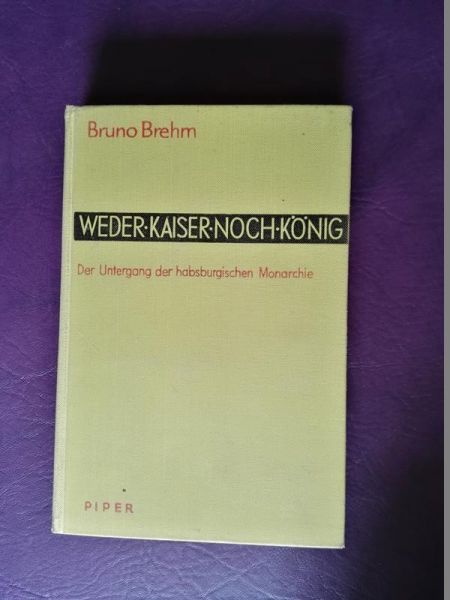 Bruno Brehm
WEDER·KAISER·NOCH·KÖNIG
Der Untergang der habsburgischen Monarchie
PIPER